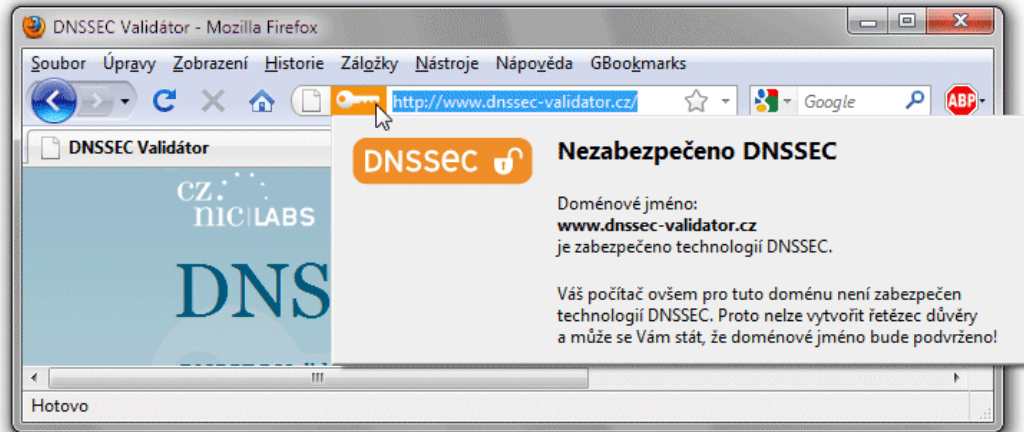 DNSSEC Validátor - Mozilla Firefox
Soubor Úpravy Zobrazení Historie Záložky Nástroje Nápověda GBookmarks
http://www.dnssec-validator.cz/ Google ABP
DNSSEC Validátor
DNSSEC
Nezabezpečeno DNSSEC
Doménové jméno:
www.dnssec-validator.cz
je zabezpečeno technologií DNSSEC.
Váš počítač ovšem pro tuto doménu není zabezpečen
technologií DNSSEC. Proto nelze vytvořit řetězec důvěry
a může se Vám stát, že doménové jméno bude podvrženo!
CZ.
NIC LABS
DNS
Hotovo